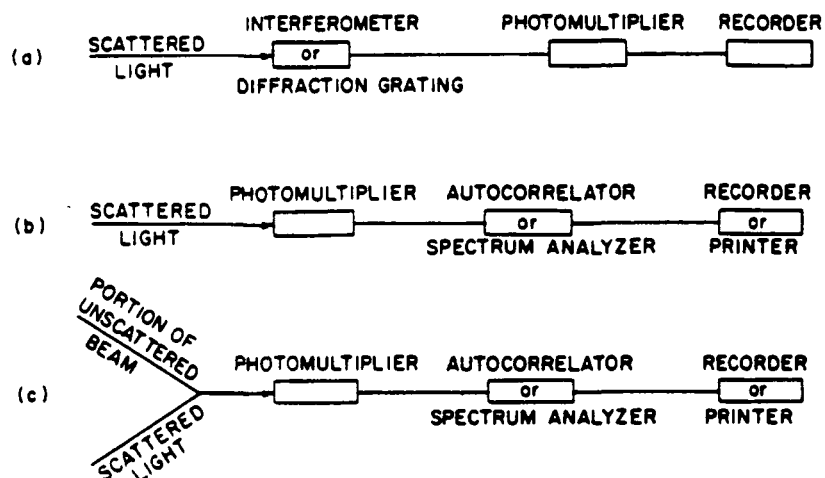 (a)
SCATTERED
LIGHT
INTERFEROMETER
or
DIFFRACTION GRATING
PHOTOMULTIPLIER
RECORDER
(b)
SCATTERED
LIGHT
PHOTOMULTIPLIER
AUTOCORRELATOR
or
SPECTRUM ANALYZER
RECORDER
or
PRINTER
(c)
PORTION OF
UNSCATTERED
BEAM
SCATTERED
LIGHT
PHOTOMULTIPLIER
AUTOCORRELATOR
or
SPECTRUM ANALYZER
RECORDER
or
PRINTER